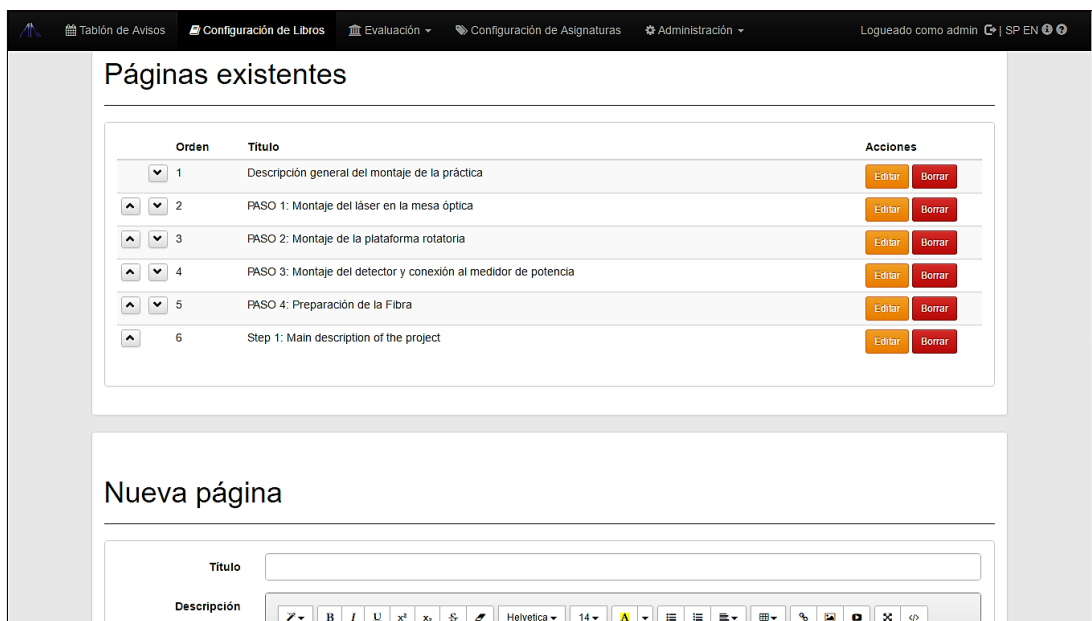 Tablón de Avisos Configuración de Libros Evaluación Configuración de Asignaturas Administración Logueado como admin | SP EN
Páginas existentes
Orden Título Acciones
1 Descripción general del montaje de la práctica Editar Borrar
2 PASO 1: Montaje del láser en la mesa óptica Editar Borrar
3 PASO 2: Montaje de la plataforma rotatoria Editar Borrar
4 PASO 3: Montaje del detector y conexión al medidor de potencia Editar Borrar
5 PASO 4: Preparación de la Fibra Editar Borrar
6 Step 1: Main description of the project Editar Borrar
Nueva página
Título
Descripción
B I U x² x₂ S Helvetica 14 A </>